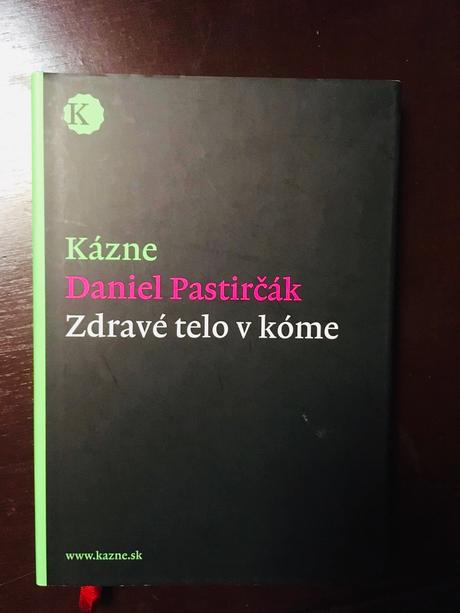 K
Kázne
Daniel Pastirčák
Zdravé telo v kóme
www.kazne.sk